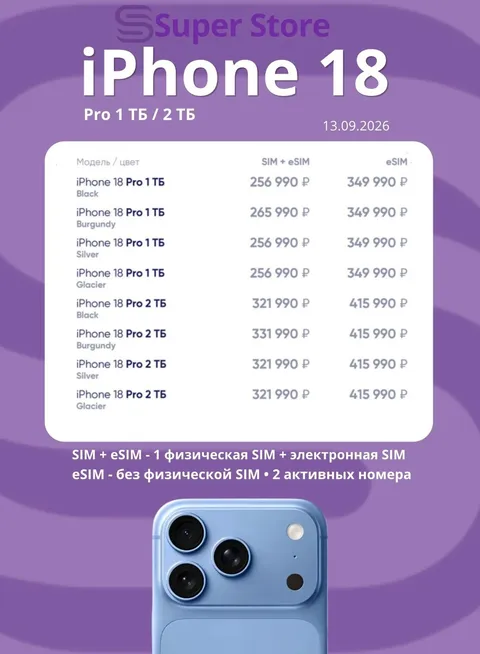 Super Store
iPhone 18
Pro 1 ТБ / 2 ТБ
13.09.2026
Модель / цвет SIM + eSIM eSIM
iPhone 18 Pro 1 ТБ 256 990 ₽ 349 990 ₽
Black
iPhone 18 Pro 1 ТБ 265 990 ₽ 349 990 ₽
Burgundy
iPhone 18 Pro 1 ТБ 256 990 ₽ 349 990 ₽
Silver
iPhone 18 Pro 1 ТБ 256 990 ₽ 349 990 ₽
Glacier
iPhone 18 Pro 2 ТБ 321 990 ₽ 415 990 ₽
Black
iPhone 18 Pro 2 ТБ 331 990 ₽ 415 990 ₽
Burgundy
iPhone 18 Pro 2 ТБ 321 990 ₽ 415 990 ₽
Silver
iPhone 18 Pro 2 ТБ 321 990 ₽ 415 990 ₽
Glacier
SIM + eSIM - 1 физическая SIM + электронная SIM
eSIM - без физической SIM • 2 активных номера